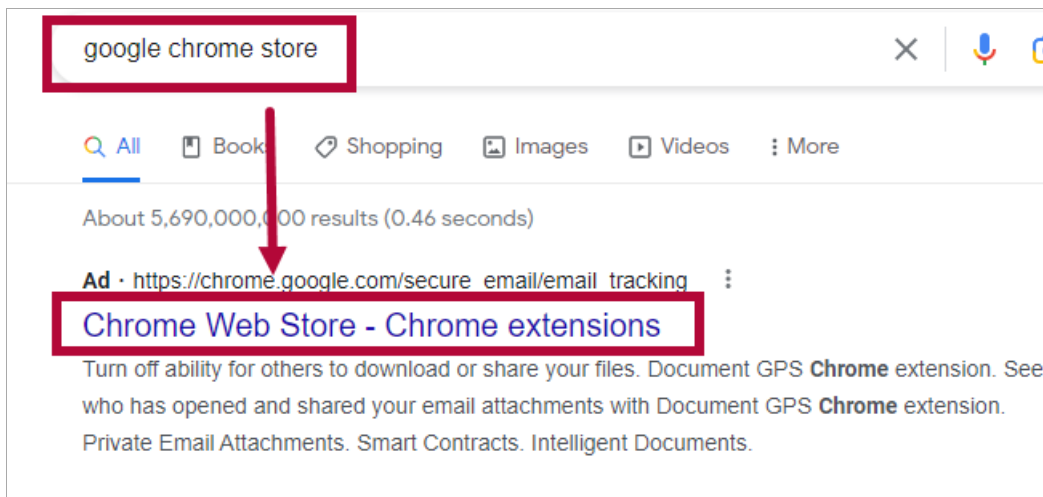 google chrome store
All Books Shopping Images Videos More
About 5,690,000,000 results (0.46 seconds)
Ad · https://chrome.google.com/secure_email/email_tracking
Chrome Web Store - Chrome extensions
Turn off ability for others to download or share your files. Document GPS Chrome extension. See
who has opened and shared your email attachments with Document GPS Chrome extension.
Private Email Attachments. Smart Contracts. Intelligent Documents.